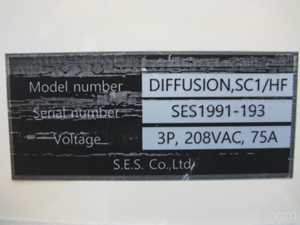 Model number DIFFUSION,SC1/HF
Serial number SES1991-193
Voltage 3P, 208VAC, 75A
S.E.S. Co.,Ltd